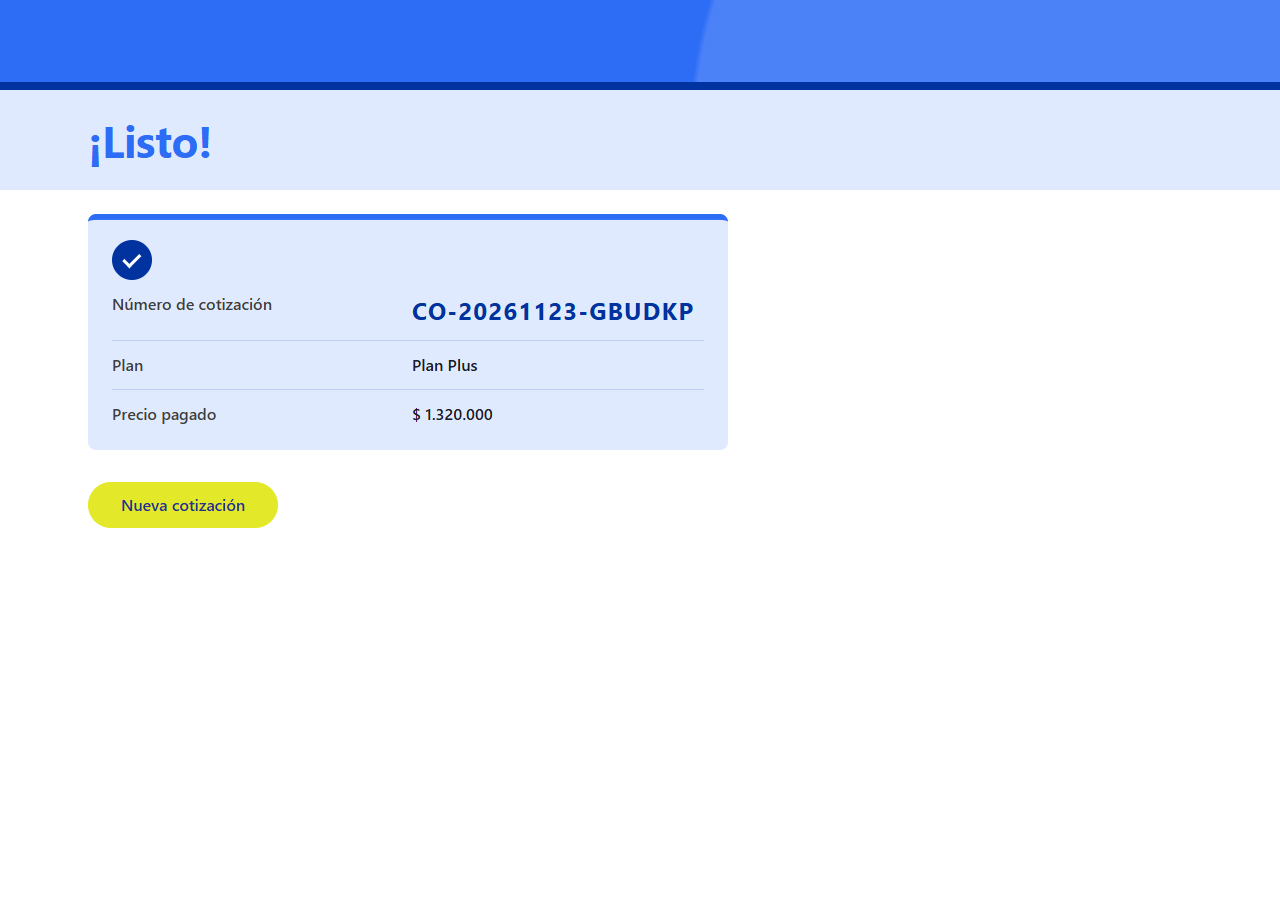 ¡Listo!
Número de cotización
CO-20261123-GBUDKP
Plan
Plan Plus
Precio pagado
$ 1.320.000
Nueva cotización